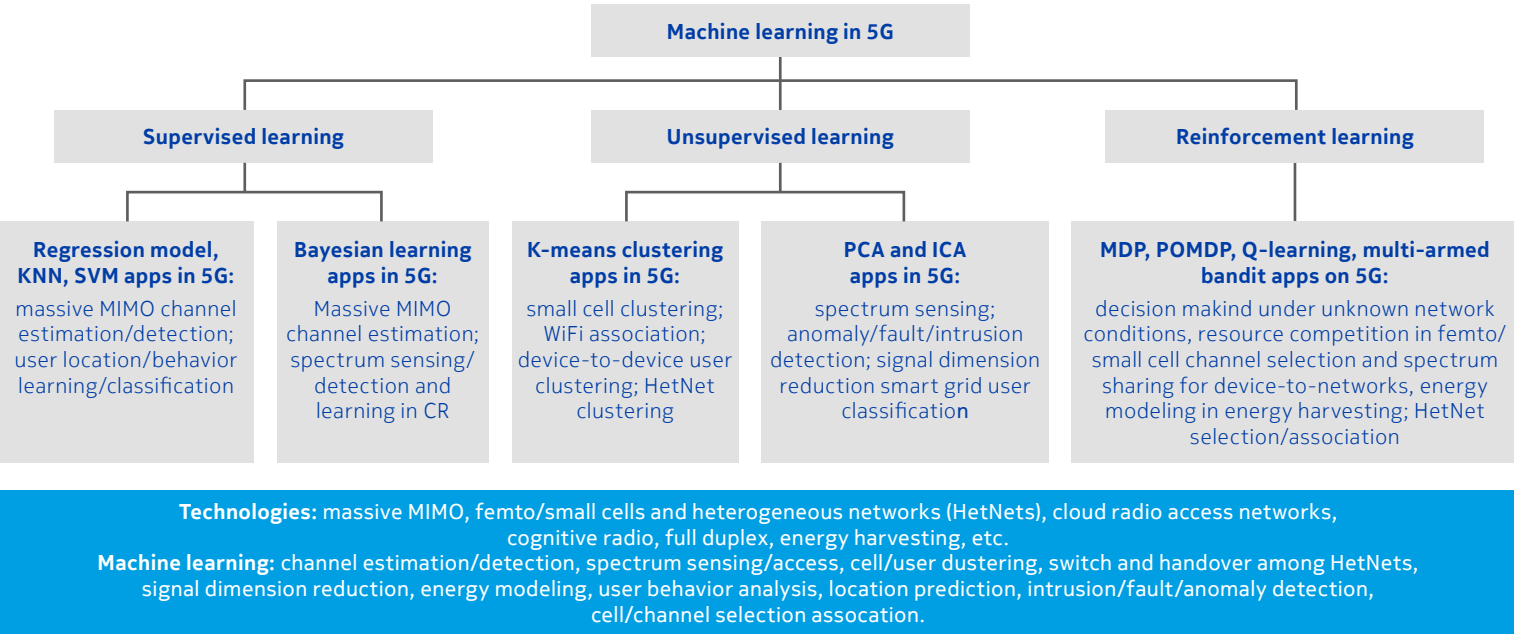 Machine learning in 5G
Supervised learning
Unsupervised learning
Reinforcement learning
Regression model,
KNN, SVM apps in 5G:
massive MIMO channel
estimation/detection;
user location/behavior
learning/classification
Bayesian learning
apps in 5G:
Massive MIMO
channel estimation;
spectrum sensing/
detection and
learning in CR
K-means clustering
apps in 5G:
small cell clustering;
WiFi association;
device-to-device user
clustering; HetNet
clustering
PCA and ICA
apps in 5G:
spectrum sensing;
anomaly/fault/intrusion
detection; signal dimension
reduction smart grid user
classification
MDP, POMDP, Q-learning, multi-armed
bandit apps on 5G:
decision makind under unknown network
conditions, resource competition in femto/
small cell channel selection and spectrum
sharing for device-to-networks, energy
modeling in energy harvesting; HetNet
selection/association
Technologies: massive MIMO, femto/small cells and heterogeneous networks (HetNets), cloud radio access networks,
cognitive radio, full duplex, energy harvesting, etc.
Machine learning: channel estimation/detection, spectrum sensing/access, cell/user dustering, switch and handover among HetNets,
signal dimension reduction, energy modeling, user behavior analysis, location prediction, intrusion/fault/anomaly detection,
cell/channel selection assocation.